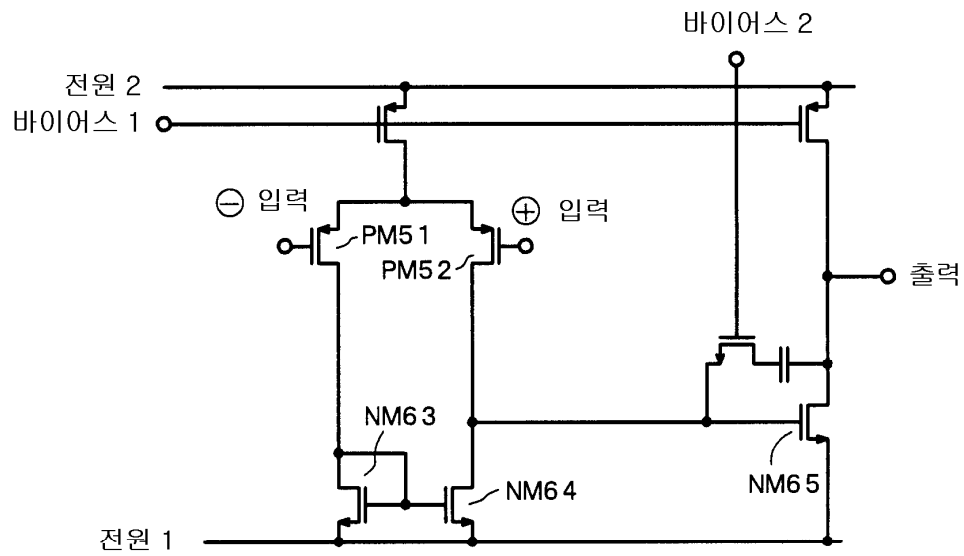 바이어스 2
전원 2
바이어스 1
⊖ 입력
⊕ 입력
PM51
PM52
출력
NM63
NM64
NM65
전원 1